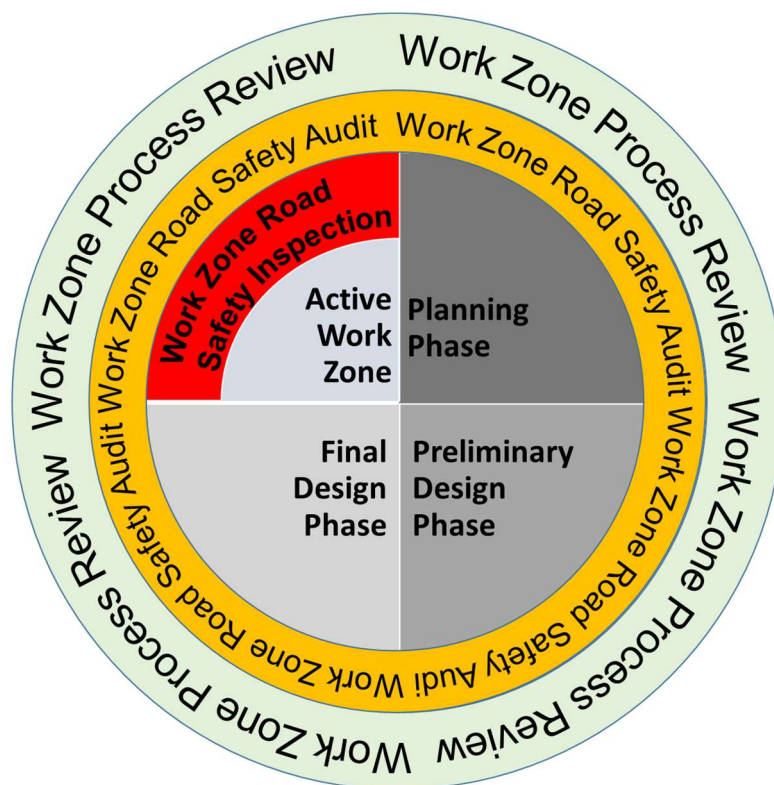 Work Zone Process Review
Work Zone Process Review
Work Zone Process Review
Work Zone Process Review
Work Zone Road Safety Audit
Work Zone Road Safety Audi
Work Zone Road Safety Audit
Work Zone Road Safety Audit
Work Zone Road
Safety Inspection
Active
Work
Zone
Planning
Phase
Final
Design
Phase
Preliminary
Design
Phase